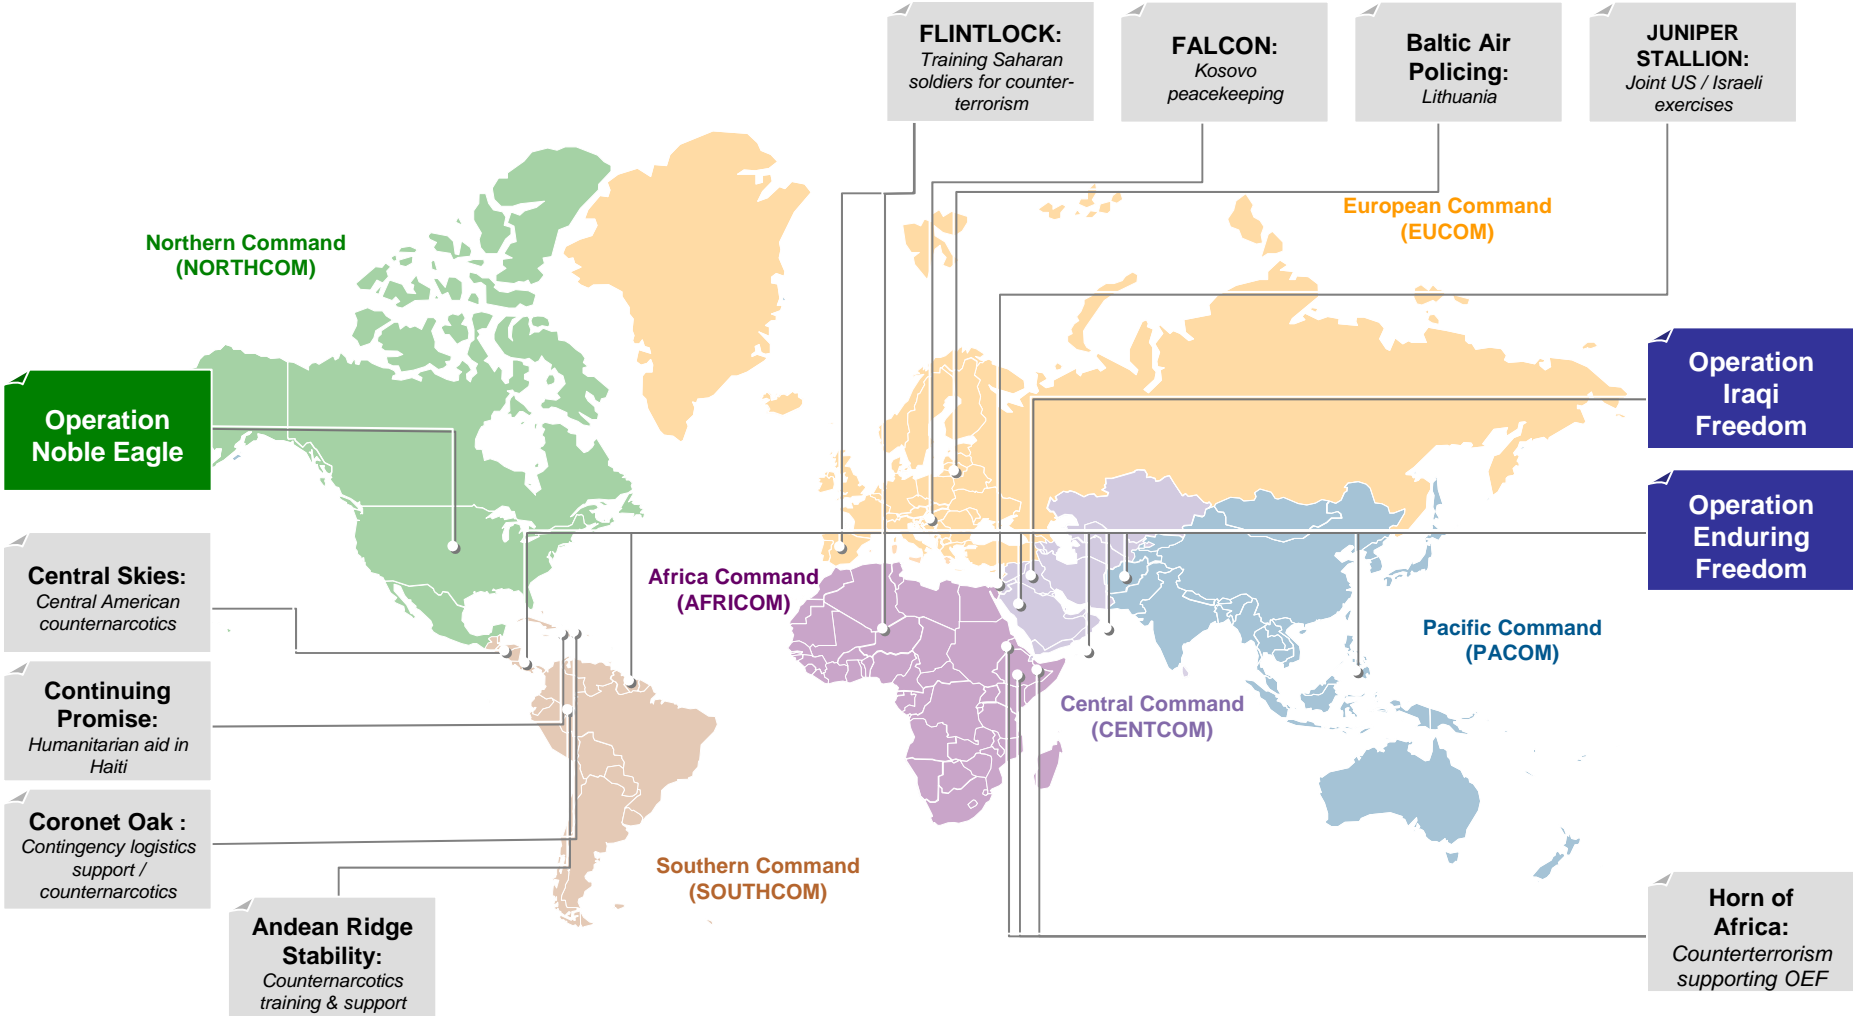 FLINTLOCK:
Training Saharan
soldiers for counter-
terrorism
FALCON:
Kosovo
peacekeeping
Baltic Air
Policing:
Lithuania
JUNIPER
STALLION:
Joint US / Israeli
exercises
Northern Command
(NORTHCOM)
European Command
(EUCOM)
Operation
Noble Eagle
Operation
Iraqi
Freedom
Operation
Enduring
Freedom
Central Skies:
Central American
counternarcotics
Africa Command
(AFRICOM)
Pacific Command
(PACOM)
Continuing
Promise:
Humanitarian aid in
Haiti
Central Command
(CENTCOM)
Coronet Oak :
Contingency logistics
support /
counternarcotics
Southern Command
(SOUTHCOM)
Andean Ridge
Stability:
Counternarcotics
training & support
Horn of
Africa:
Counterterrorism
supporting OEF